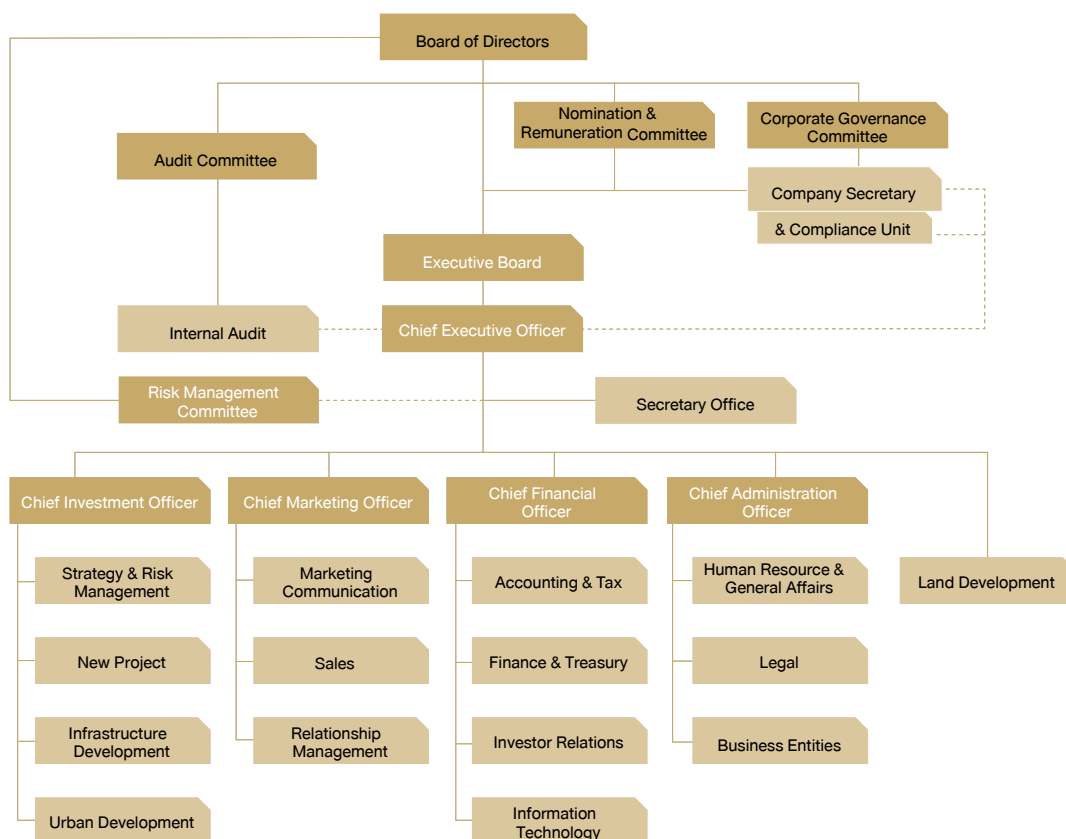 Board of Directors
Nomination &
Remuneration Committee
Corporate Governance
Committee
Audit Committee
Company Secretary
& Compliance Unit
Executive Board
Internal Audit
Chief Executive Officer
Risk Management
Committee
Secretary Office
Chief Investment Officer
Chief Marketing Officer
Chief Financial
Officer
Chief Administration
Officer
Strategy & Risk
Management
Marketing
Communication
Accounting & Tax
Human Resource &
General Affairs
Land Development
New Project
Sales
Finance & Treasury
Legal
Infrastructure
Development
Relationship
Management
Investor Relations
Business Entities
Urban Development
Information
Technology